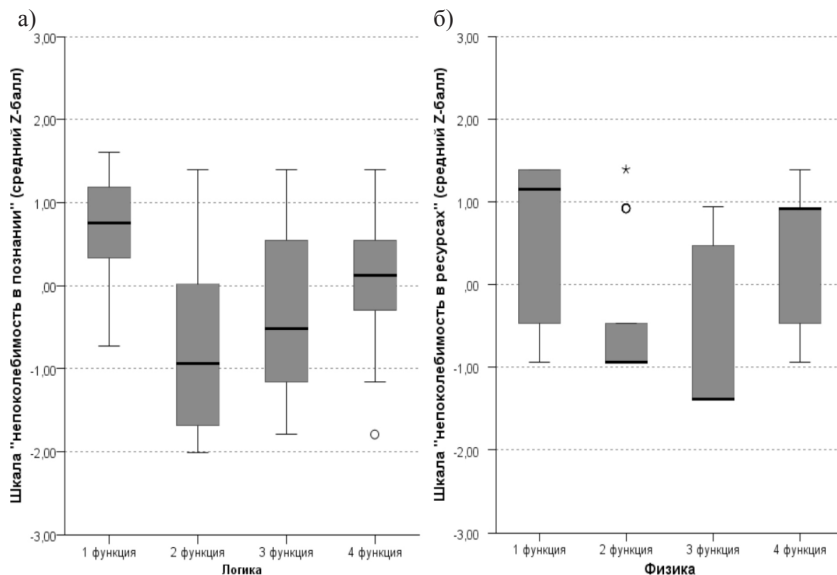 а)
Шкала "непоколебимость в познании" (средний Z-балл)
3,00
2,00
1,00
,00
-1,00
-2,00
-3,00
1 функция
2 функция
3 функция
4 функция
Логика
б)
Шкала "непоколебимость в ресурсах" (средний Z-балл)
3,00
2,00
1,00
,00
-1,00
-2,00
-3,00
1 функция
2 функция
3 функция
4 функция
Физика